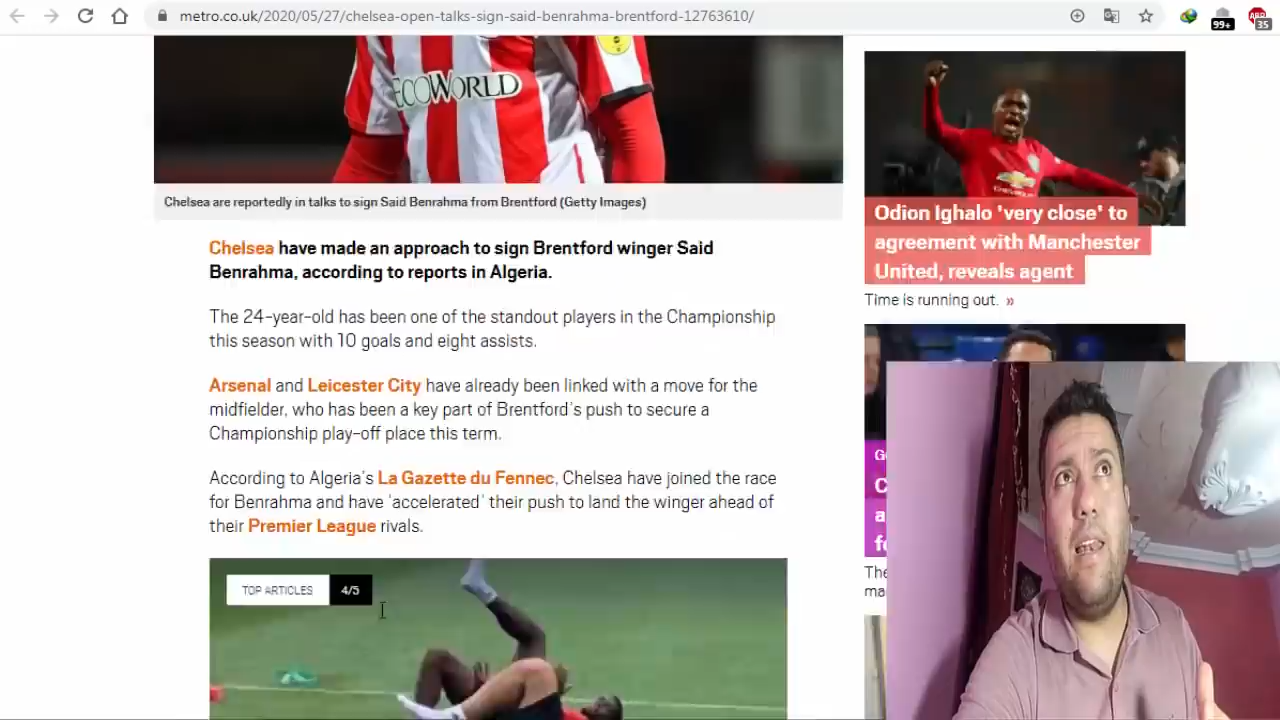 metro.co.uk/2020/05/27/chelsea-open-talks-sign-said-benrahma-brentford-12763610/
99+
35
ECOWORLD
Chelsea are reportedly in talks to sign Said Benrahma from Brentford (Getty Images)
Chelsea have made an approach to sign Brentford winger Said
Benrahma, according to reports in Algeria.
The 24-year-old has been one of the standout players in the Championship
this season with 10 goals and eight assists.
Arsenal and Leicester City have already been linked with a move for the
midfielder, who has been a key part of Brentford's push to secure a
Championship play-off place this term.
According to Algeria's La Gazette du Fennec, Chelsea have joined the race
for Benrahma and have 'accelerated' their push to land the winger ahead of
their Premier League rivals.
TOP ARTICLES 4/5
Odion Ighalo 'very close' to
agreement with Manchester
United, reveals agent
Time is running out. »